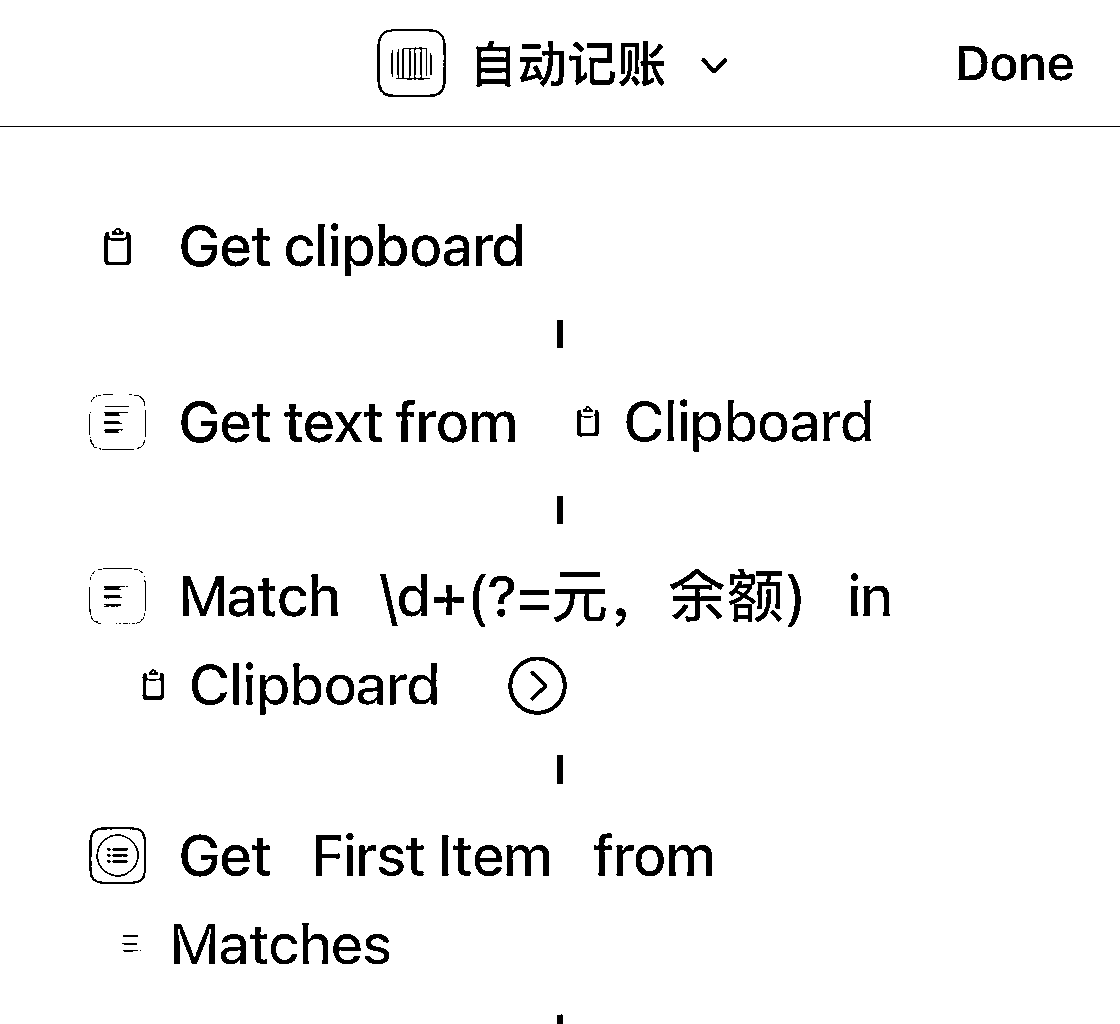 自动记账 Done
Get clipboard
Get text from Clipboard
Match \d+(?=元，余额) in
Clipboard
Get First Item from
Matches